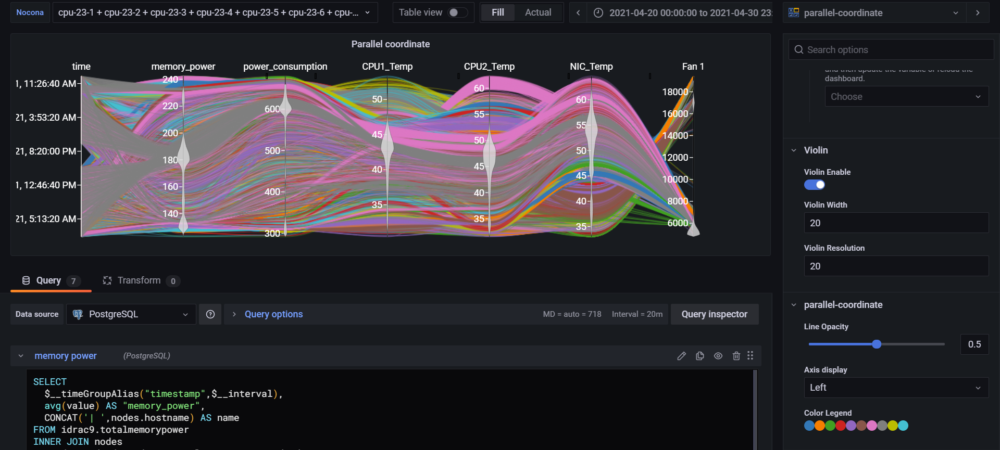 Nocona
cpu-23-1 + cpu-23-2 + cpu-23-3 + cpu-23-4 + cpu-23-5 + cpu-23-6 + cpu-...
Table view
Fill
Actual
2021-04-20 00:00:00 to 2021-04-30 23:
parallel-coordinate
Parallel coordinate
time
memory_power
power_consumption
CPU1_Temp
CPU2_Temp
NIC_Temp
Fan 1
1, 11:26:40 AM
21, 3:53:20 AM
21, 8:20:00 PM
1, 12:46:40 PM
21, 5:13:20 AM
240
220
200
180
160
140
600
500
400
300
50
45
40
35
60
55
50
45
40
35
60
55
50
45
40
35
18000
16000
14000
12000
10000
8000
6000
Search options
and then update the variable or reload the
dashboard.
Choose
Violin
Violin Enable
Violin Width
20
Violin Resolution
20
parallel-coordinate
Line Opacity
0.5
Axis display
Left
Color Legend
Query 7
Transform 0
Data source
PostgreSQL
Query options
MD = auto = 718
Interval = 20m
Query inspector
memory power
(PostgreSQL)
SELECT
$__timeGroupAlias("timestamp",$__interval),
avg(value) AS "memory_power",
CONCAT('| ',nodes.hostname) AS name
FROM idrac9.totalmemorypower
INNER JOIN nodes